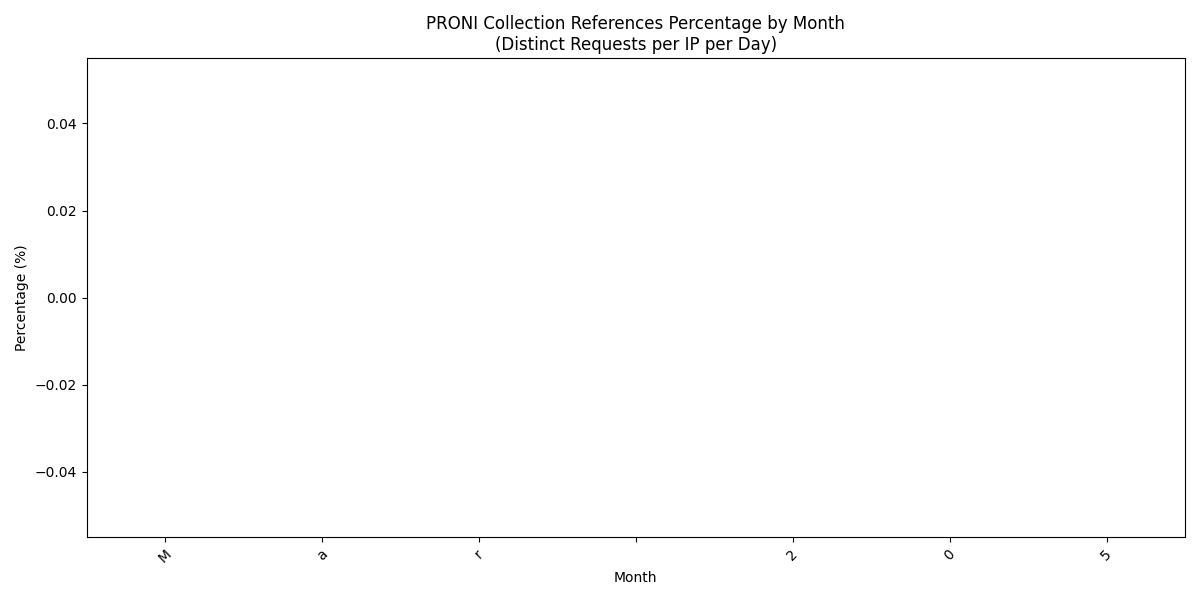 PRONI Collection References Percentage by Month
(Distinct Requests per IP per Day)
0.04
0.02
0.00
−0.02
−0.04
Percentage (%)
M a r 2 0 5
Month